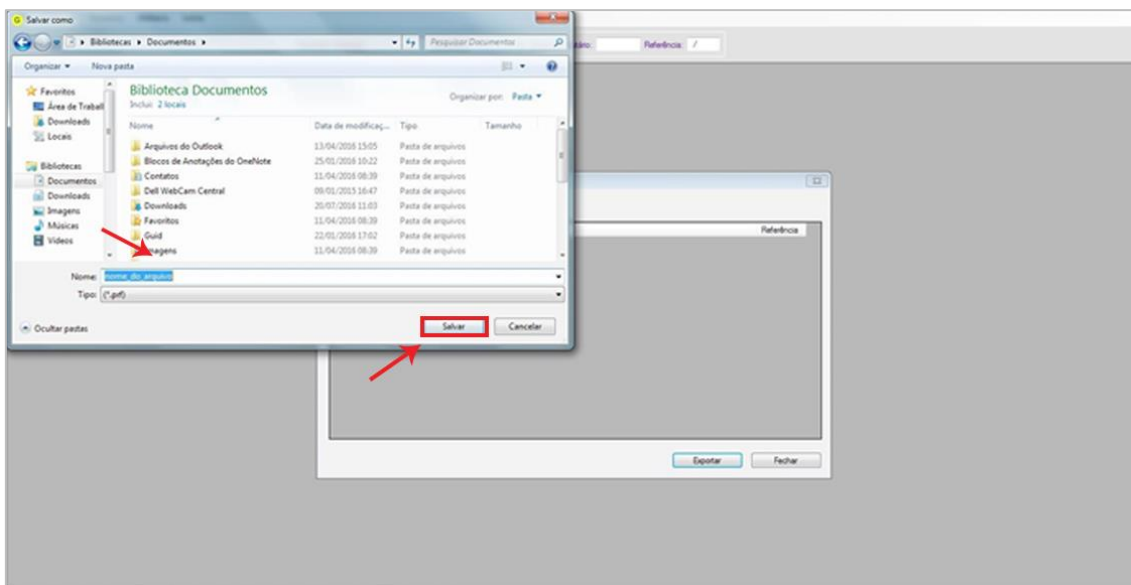 Salvar como
Bibliotecas Documentos
Pesquisar Documentos
Referência: /
Organizar Nova pasta
Favoritos
Área de Trabalh
Downloads
Locais
Bibliotecas
Documentos
Downloads
Imagens
Músicas
Vídeos
Biblioteca Documentos
Inclui: 2 locais
Organizar por: Pasta
Nome Data de modificaç... Tipo Tamanho
Arquivos do Outlook 13/04/2016 15:05 Pasta de arquivos
Blocos de Anotações do OneNote 25/01/2016 10:22 Pasta de arquivos
Contatos 11/04/2016 08:39 Pasta de arquivos
Dell WebCam Central 09/01/2015 16:47 Pasta de arquivos
Downloads 20/07/2016 11:03 Pasta de arquivos
Favoritos 11/04/2016 08:39 Pasta de arquivos
Guid 22/01/2016 17:02 Pasta de arquivos
magens 11/04/2016 08:39 Pasta de arquivos
Nome: nome_do_arquivo
Tipo: (*.prf)
Ocultar pastas
Salvar
Cancelar
Referência
Exportar
Fechar